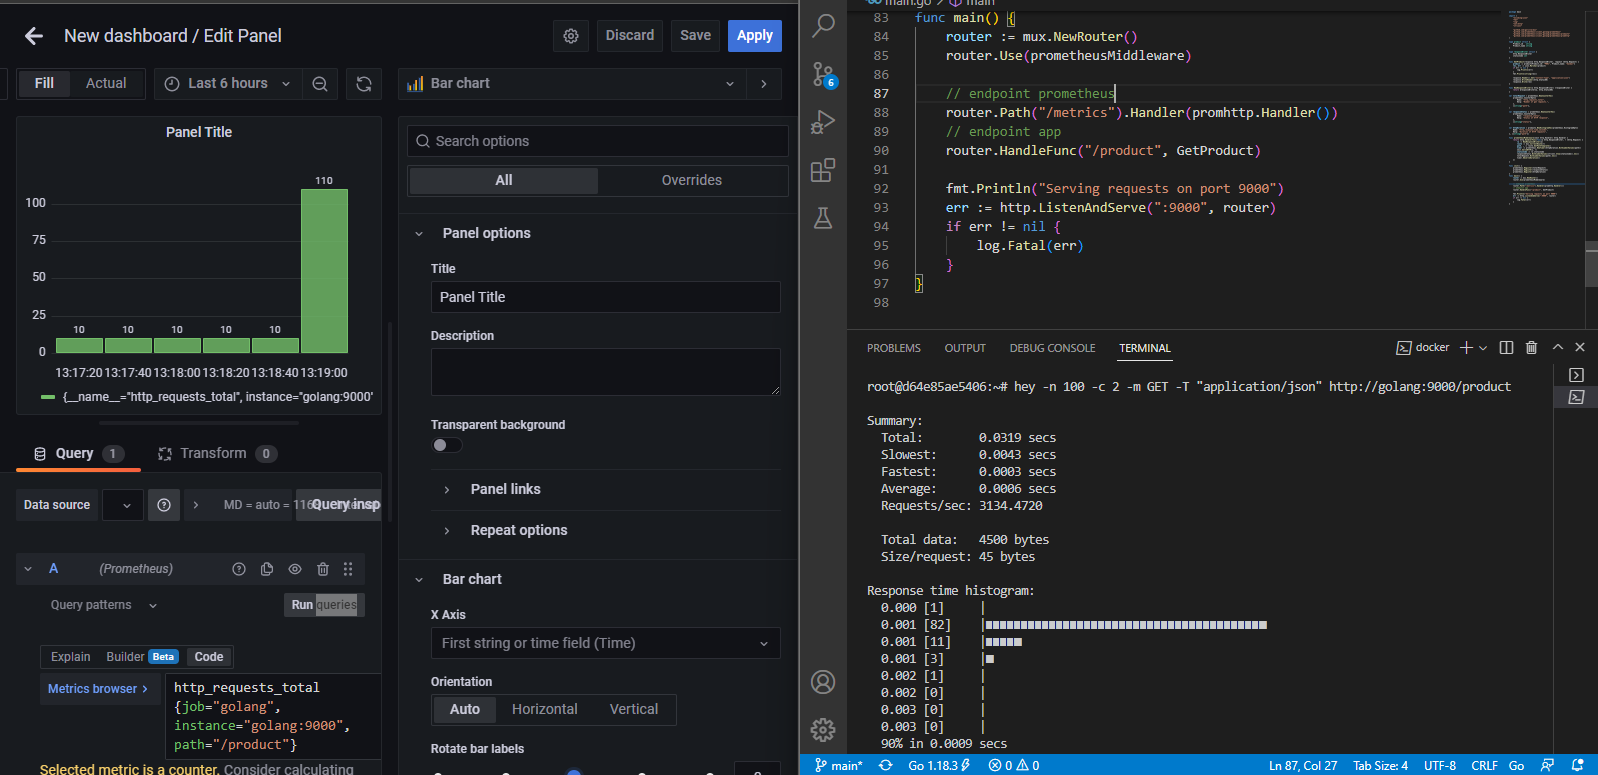 New dashboard / Edit Panel
Discard
Save
Apply
Fill
Actual
Last 6 hours
Bar chart
Panel Title
110
100
75
50
25
0
10
10
10
10
10
13:17:20
13:17:40
13:18:00
13:18:20
13:18:40
13:19:00
{__name__="http_requests_total", instance="golang:9000"
Query 1
Transform 0
Data source
MD = auto =
Query insp
A (Prometheus)
Query patterns
Run queries
Explain
Builder Beta
Code
Metrics browser >
http_requests_total
{job="golang",
instance="golang:9000",
path="/product"}
Selected metric is a counter. Consider calculating
Search options
All
Overrides
Panel options
Title
Panel Title
Description
Transparent background
Panel links
Repeat options
Bar chart
X Axis
First string or time field (Time)
Orientation
Auto
Horizontal
Vertical
Rotate bar labels
6
main.go > main
83 func main() {
84 router := mux.NewRouter()
85 router.Use(prometheusMiddleware)
86
87 // endpoint prometheus
88 router.Path("/metrics").Handler(promhttp.Handler())
89 // endpoint app
90 router.HandleFunc("/product", GetProduct)
91
92 fmt.Println("Serving requests on port 9000")
93 err := http.ListenAndServe(":9000", router)
94 if err != nil {
95 log.Fatal(err)
96 }
97 }
98
PROBLEMS
OUTPUT
DEBUG CONSOLE
TERMINAL
docker
root@d64e85ae5406:~# hey -n 100 -c 2 -m GET -T "application/json" http://golang:9000/product
Summary:
Total: 0.0319 secs
Slowest: 0.0043 secs
Fastest: 0.0003 secs
Average: 0.0006 secs
Requests/sec: 3134.4720
Total data: 4500 bytes
Size/request: 45 bytes
Response time histogram:
0.000 [1] |
0.001 [82] |■■■■■■■■■■■■■■■■■■■■■■■■■■■■■■■■■■■■■■■■
0.001 [11] |■■■■■
0.001 [3] |■
0.002 [1] |
0.002 [0] |
0.003 [0] |
0.003 [0] |
90% in 0.0009 secs
main*
Go 1.18.3
0
0
Ln 87, Col 27
Tab Size: 4
UTF-8
CRLF
Go